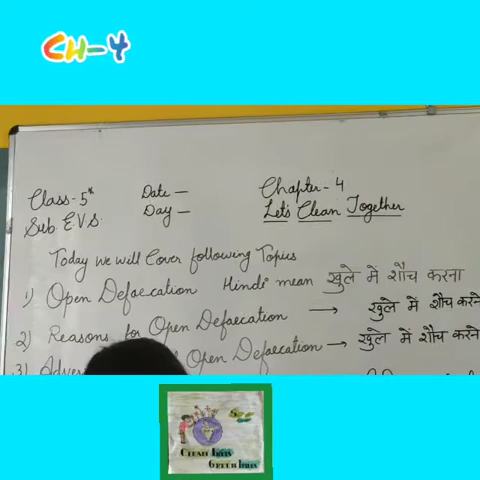 CH-4
Class-5th Date — Chapter-4
Sub. E.V.S. Day — Let's Clean Together
Today we will Cover following Topics
1) Open Defaecation Hindi mean खुले में शौच करना
2) Reasons for Open Defaecation → खुले में शौच करने
3) Open Defaecation → खुले में शौच करने
CLEAN INDIA
GREEN INDIA